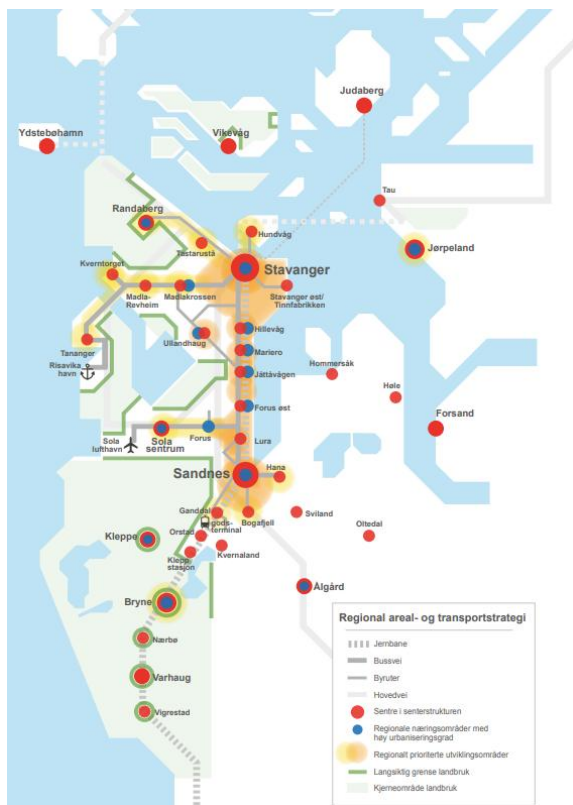 Judaberg
Ydstebøhamn
Vikevåg
Tau
Randaberg
Hundvåg
Jørpeland
Tastarustå
Kverntorget
Stavanger
Madla-
Revheim
Madlakrossen
Stavanger øst/
Tinnfabrikken
Ullandhaug
Hillevåg
Tananger
Mariero
Risavika
havn
Hommersåk
Jåttåvågen
Høle
Forus øst
Forsand
Sola
lufthavn
Sola
sentrum
Forus
Lura
Sandnes
Hana
Ganddal
gods-
terminal
Bogafjell
Sviland
Orstad
Oltedal
Kleppe
Klepp
stasjon
Kvernaland
Ålgård
Bryne
Nærbø
Varhaug
Vigrestad
Regional areal- og transportstrategi
Jernbane
Bussvei
Byruter
Hovedvei
Sentre i senterstrukturen
Regionale næringsområder med
høy urbaniseringsgrad
Regionalt prioriterte utviklingsområder
Langsiktig grense landbruk
Kjerneområde landbruk